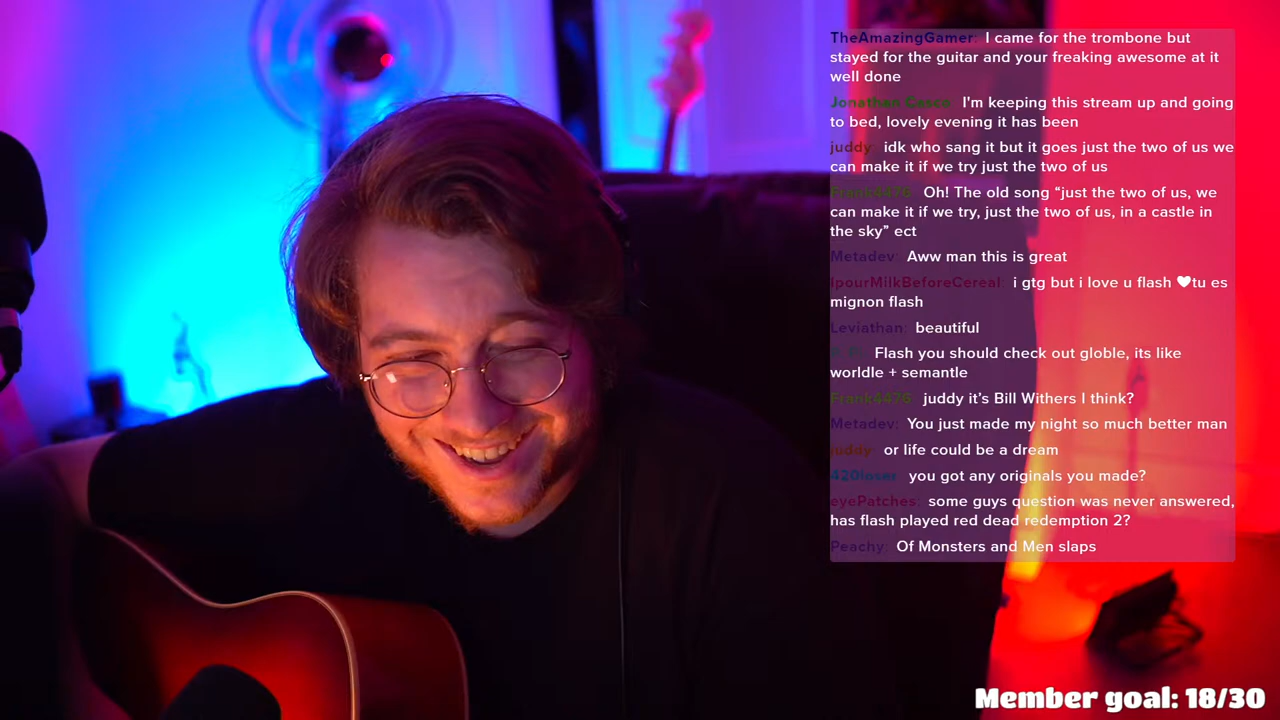 TheAmazingGamer: I came for the trombone but
stayed for the guitar and your freaking awesome at it
well done
Jonathan Casco: I'm keeping this stream up and going
to bed, lovely evening it has been
juddy: idk who sang it but it goes just the two of us we
can make it if we try just the two of us
Frank4476: Oh! The old song “just the two of us, we
can make it if we try, just the two of us, in a castle in
the sky” ect
Metadev: Aww man this is great
IpourMilkBeforeCereal: i gtg but i love u flash ♥tu es
mignon flash
Leviathan: beautiful
Flash you should check out globle, its like
worldle + semantle
Frank4476: juddy it’s Bill Withers I think?
Metadev: You just made my night so much better man
juddy: or life could be a dream
420loser: you got any originals you made?
eyePatches: some guys question was never answered,
has flash played red dead redemption 2?
Peachy: Of Monsters and Men slaps
Member goal: 18/30